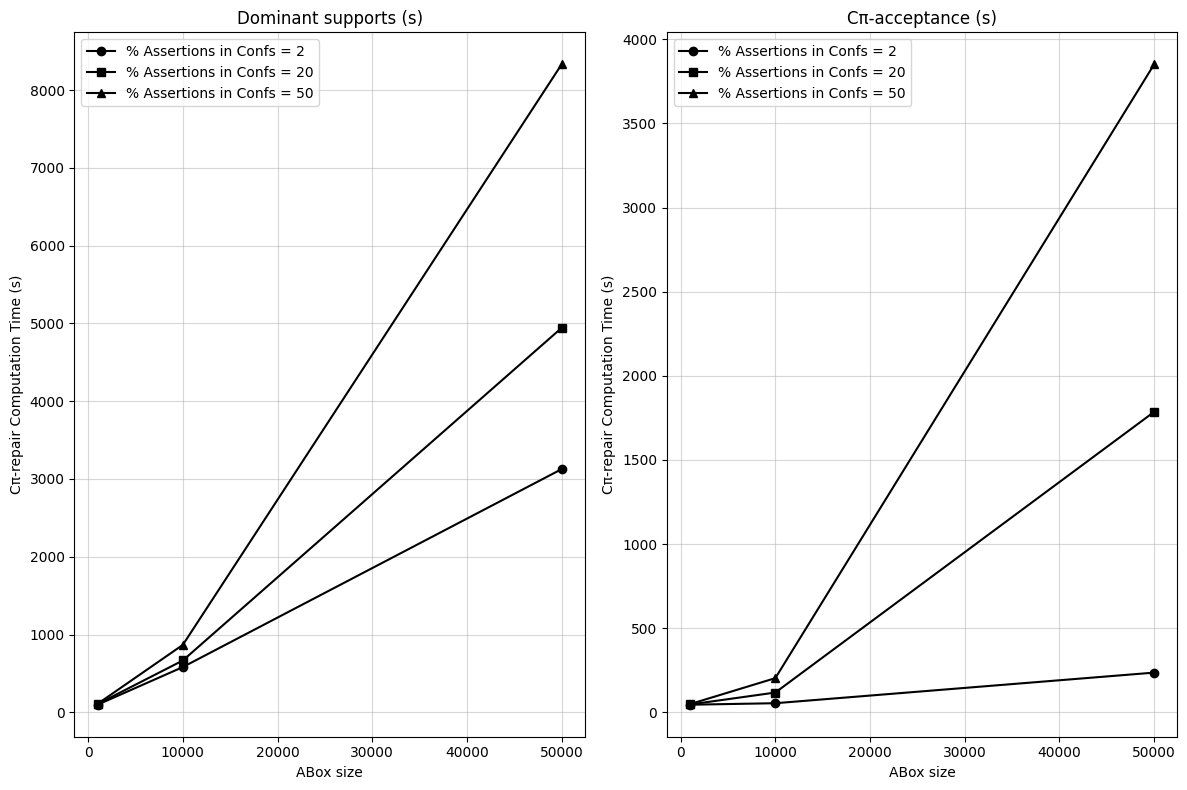 Dominant supports (s)
% Assertions in Confs = 2
% Assertions in Confs = 20
% Assertions in Confs = 50
Cπ-repair Computation Time (s)
8000
7000
6000
5000
4000
3000
2000
1000
0
0 10000 20000 30000 40000 50000
ABox size
Cπ-acceptance (s)
% Assertions in Confs = 2
% Assertions in Confs = 20
% Assertions in Confs = 50
Cπ-repair Computation Time (s)
4000
3500
3000
2500
2000
1500
1000
500
0
0 10000 20000 30000 40000 50000
ABox size